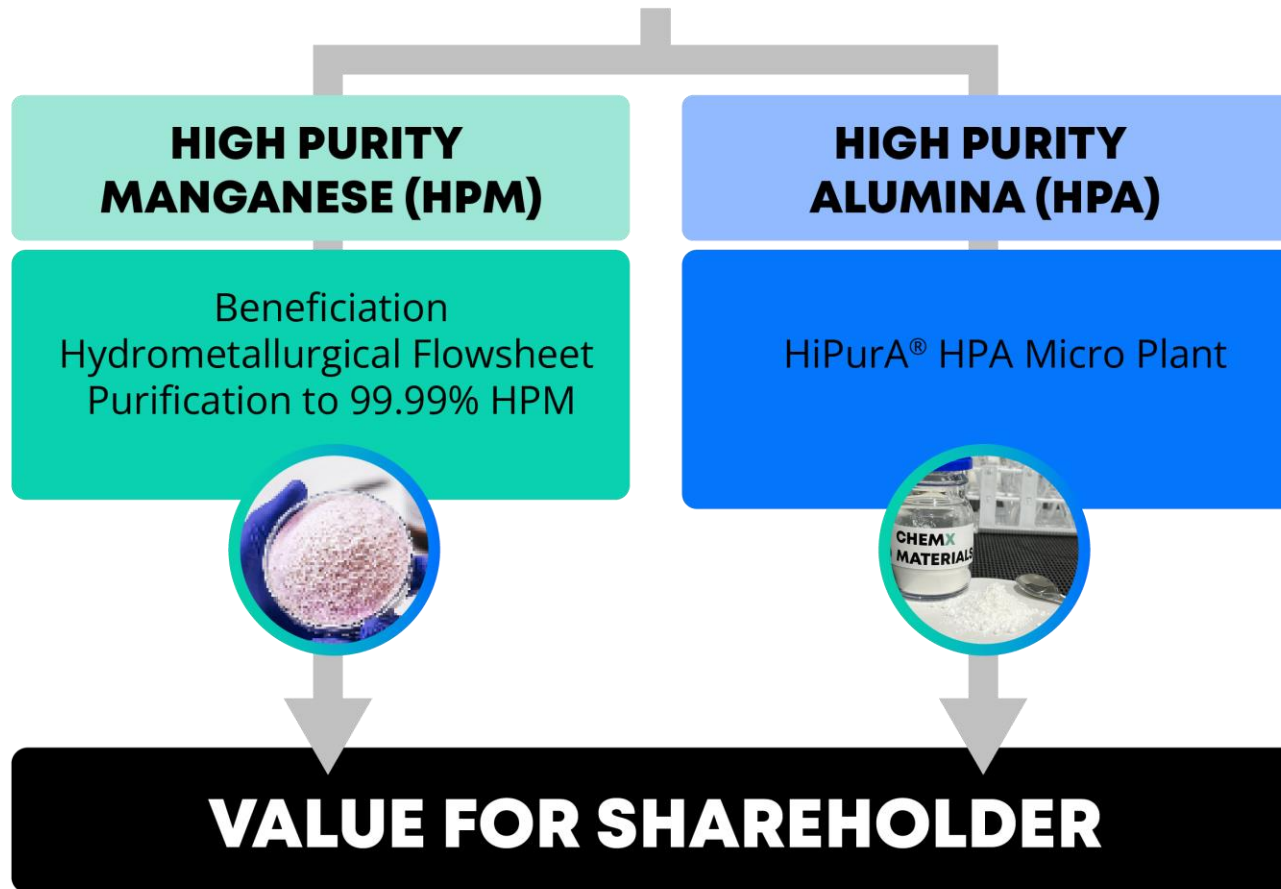 HIGH PURITY
MANGANESE (HPM)
Beneficiation
Hydrometallurgical Flowsheet
Purification to 99.99% HPM
HIGH PURITY
ALUMINA (HPA)
HiPurA® HPA Micro Plant
CHEMX
MATERIALS
VALUE FOR SHAREHOLDER